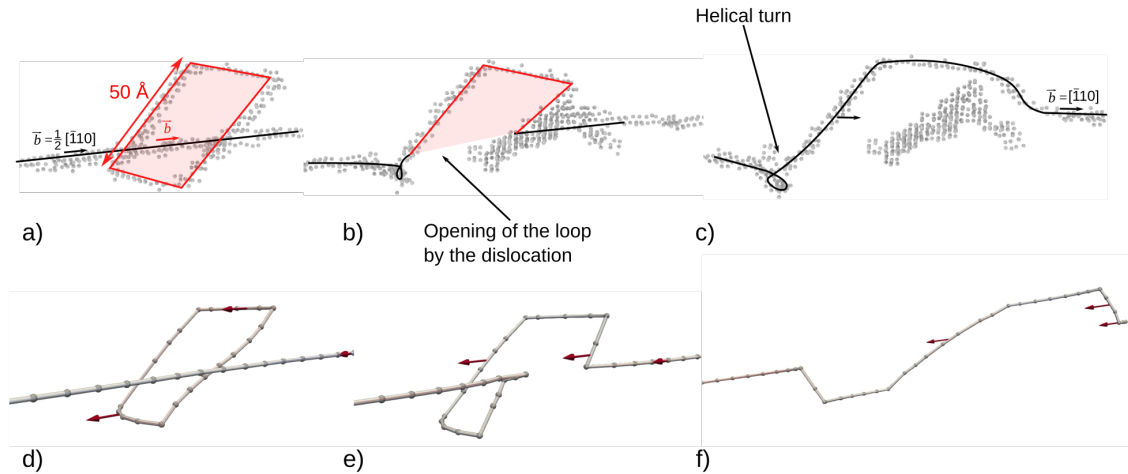 Helical turn
50 Å
b⃗ = ½ [1̄10]
b⃗
b⃗ = [1̄10]
Opening of the loop
by the dislocation
a)
b)
c)
d)
e)
f)